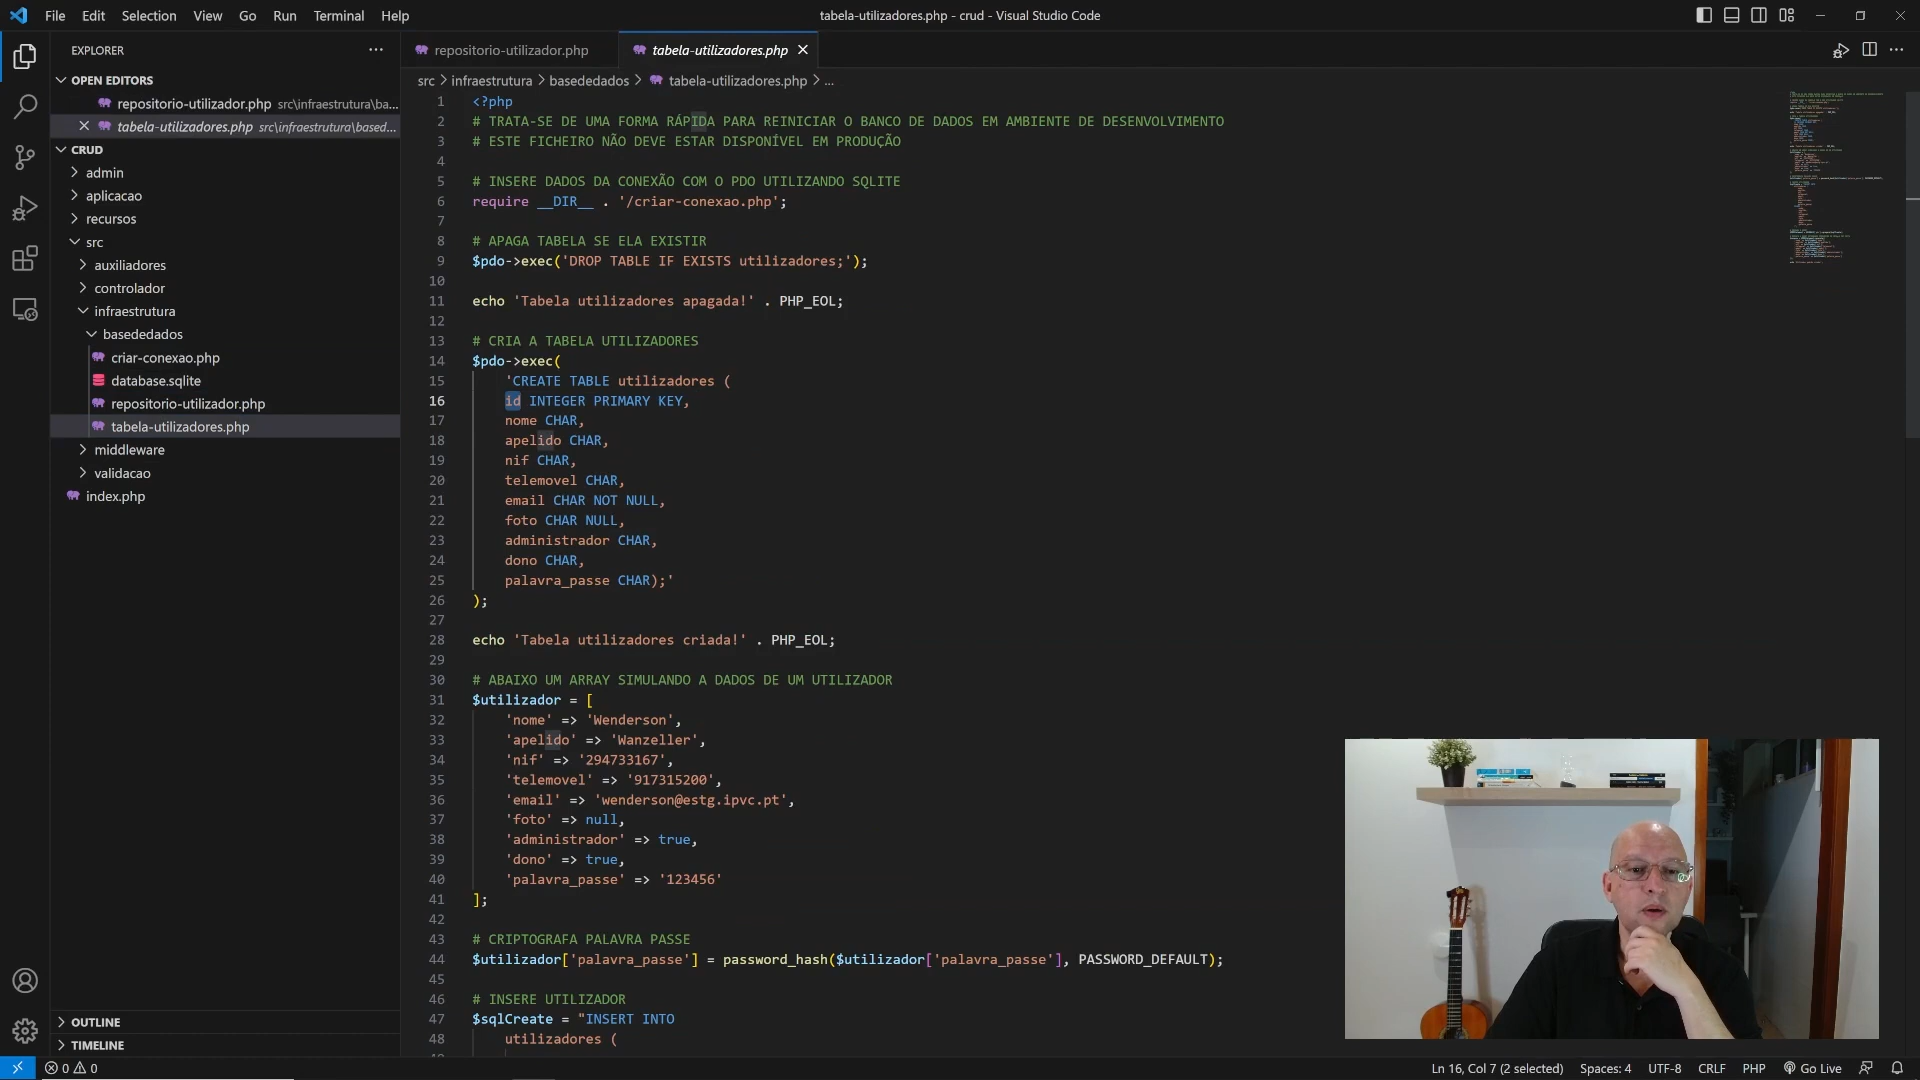 File Edit Selection View Go Run Terminal Help
tabela-utilizadores.php - crud - Visual Studio Code
EXPLORER
OPEN EDITORS
repositorio-utilizador.php src\infraestrutura\ba...
tabela-utilizadores.php src\infraestrutura\based...
CRUD
admin
aplicacao
recursos
src
auxiliadores
controlador
infraestrutura
basededados
criar-conexao.php
database.sqlite
repositorio-utilizador.php
tabela-utilizadores.php
middleware
validacao
index.php
OUTLINE
TIMELINE
repositorio-utilizador.php
tabela-utilizadores.php
src > infraestrutura > basededados > tabela-utilizadores.php > ...
1 <?php
2 # TRATA-SE DE UMA FORMA RÁPIDA PARA REINICIAR O BANCO DE DADOS EM AMBIENTE DE DESENVOLVIMENTO
3 # ESTE FICHEIRO NÃO DEVE ESTAR DISPONÍVEL EM PRODUÇÃO
4
5 # INSERE DADOS DA CONEXÃO COM O PDO UTILIZANDO SQLITE
6 require __DIR__ . '/criar-conexao.php';
7
8 # APAGA TABELA SE ELA EXISTIR
9 $pdo->exec('DROP TABLE IF EXISTS utilizadores;');
10
11 echo 'Tabela utilizadores apagada!' . PHP_EOL;
12
13 # CRIA A TABELA UTILIZADORES
14 $pdo->exec(
15 'CREATE TABLE utilizadores (
16 id INTEGER PRIMARY KEY,
17 nome CHAR,
18 apelido CHAR,
19 nif CHAR,
20 telemovel CHAR,
21 email CHAR NOT NULL,
22 foto CHAR NULL,
23 administrador CHAR,
24 dono CHAR,
25 palavra_passe CHAR);'
26 );
27
28 echo 'Tabela utilizadores criada!' . PHP_EOL;
29
30 # ABAIXO UM ARRAY SIMULANDO A DADOS DE UM UTILIZADOR
31 $utilizador = [
32 'nome' => 'Wenderson',
33 'apelido' => 'Wanzeller',
34 'nif' => '294733167',
35 'telemovel' => '917315200',
36 'email' => 'wenderson@estg.ipvc.pt',
37 'foto' => null,
38 'administrador' => true,
39 'dono' => true,
40 'palavra_passe' => '123456'
41 ];
42
43 # CRIPTOGRAFA PALAVRA PASSE
44 $utilizador['palavra_passe'] = password_hash($utilizador['palavra_passe'], PASSWORD_DEFAULT);
45
46 # INSERE UTILIZADOR
47 $sqlCreate = "INSERT INTO
48 utilizadores (
0 0
Ln 16, Col 7 (2 selected) Spaces: 4 UTF-8 CRLF PHP Go Live